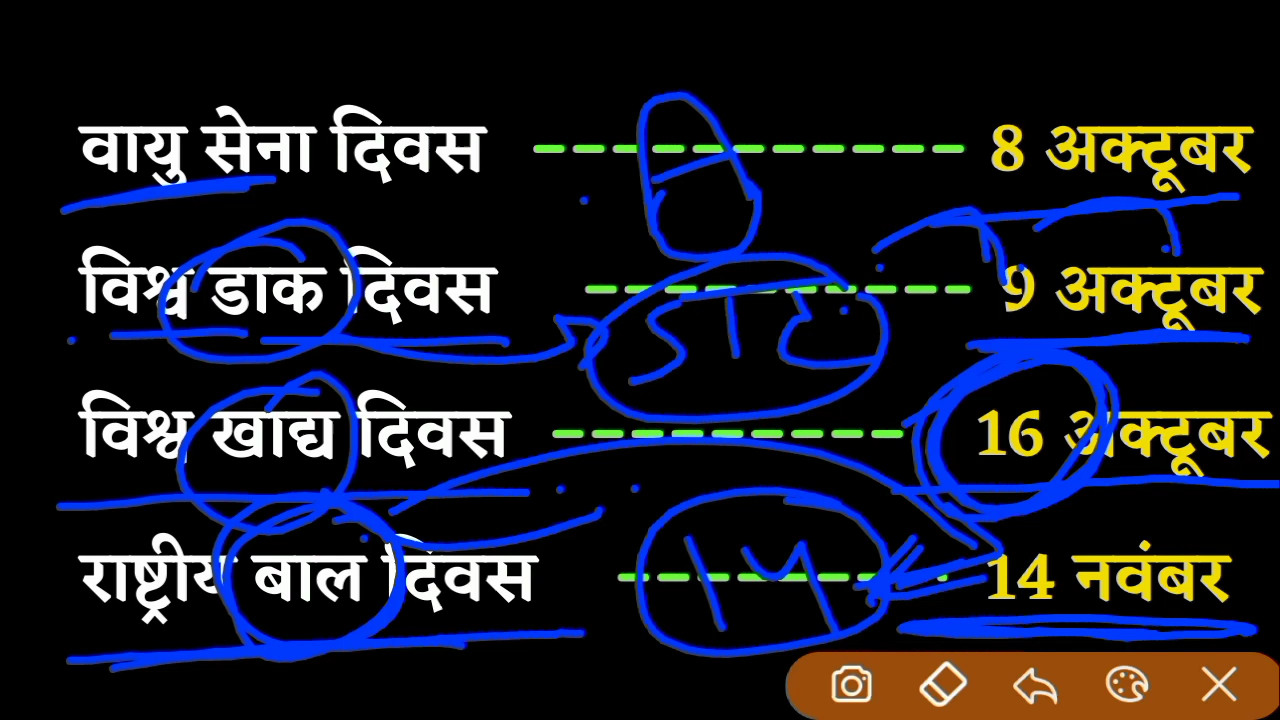 वायु सेना दिवस 8 अक्टूबर
विश्व डाक दिवस 9 अक्टूबर
विश्व खाद्य दिवस 16 अक्टूबर
राष्ट्रीय बाल दिवस 14 नवंबर